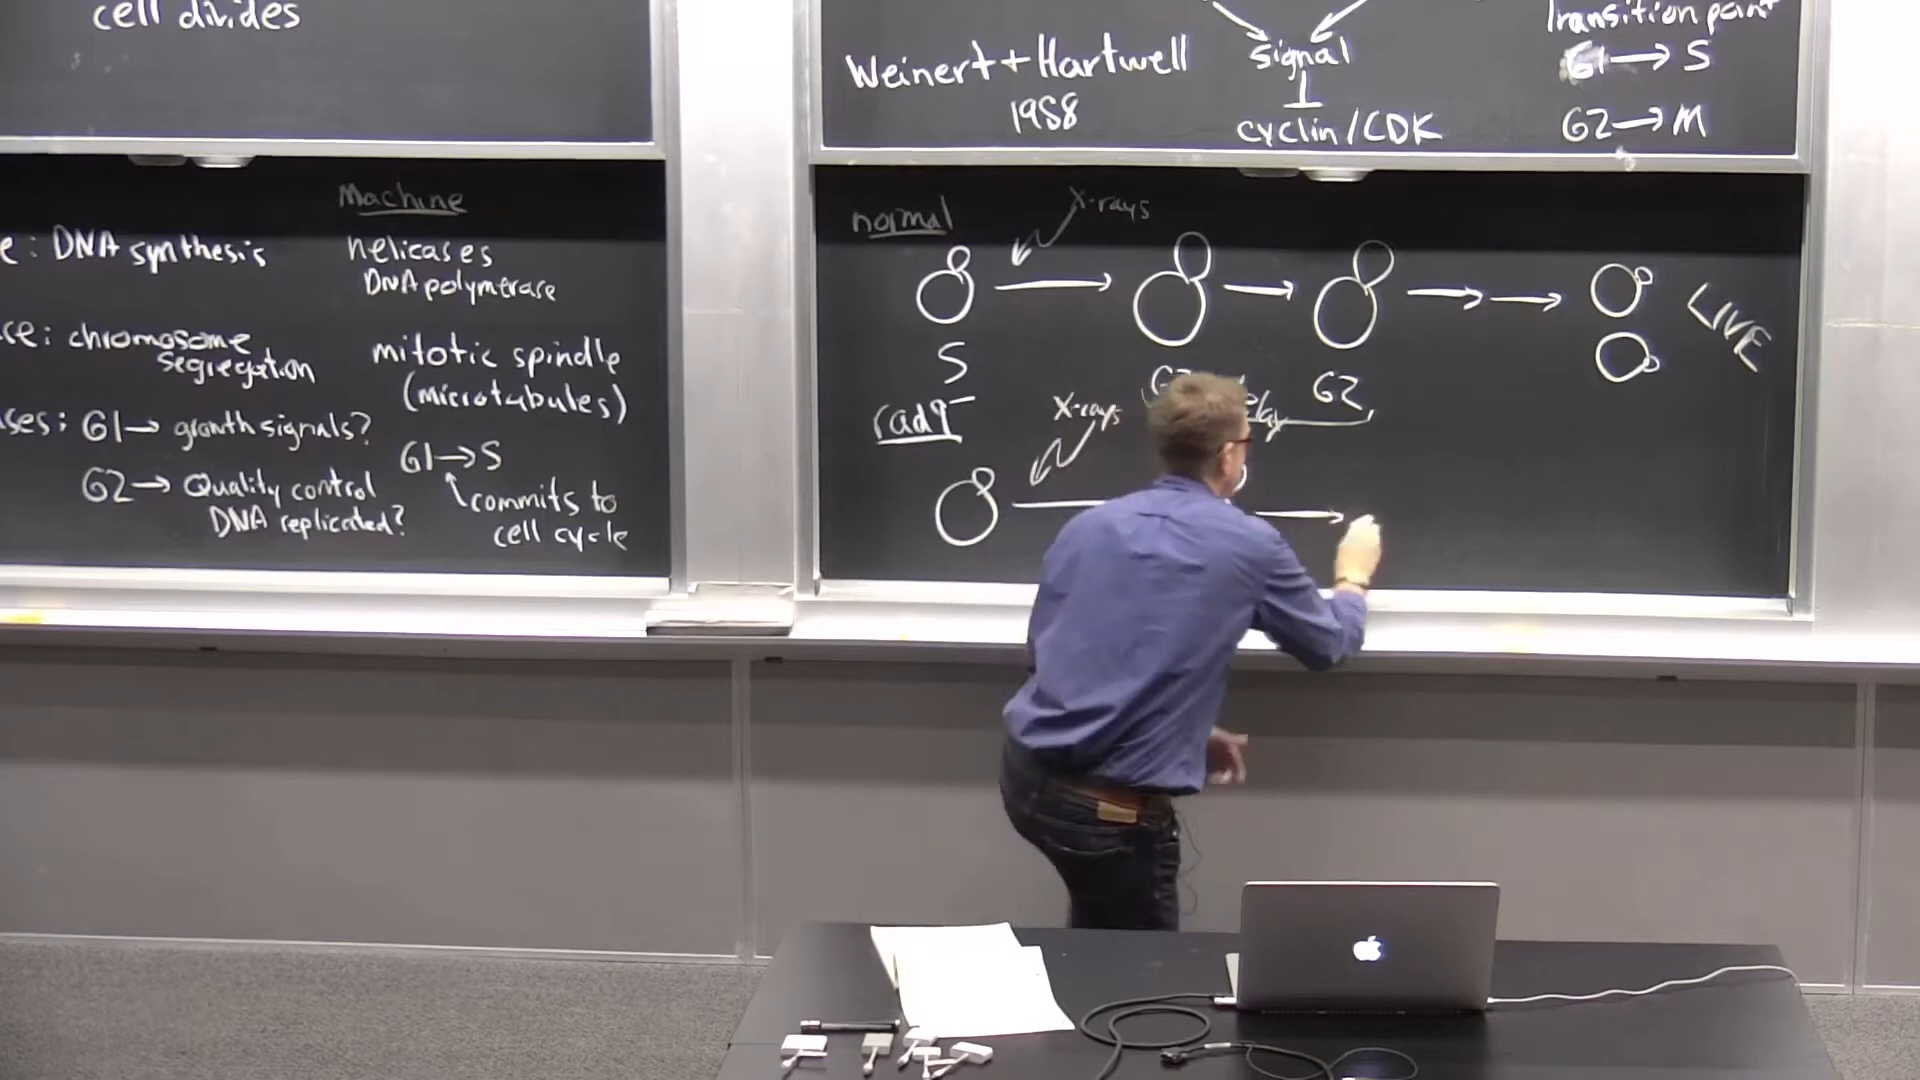 cell divides
Machine
e: DNA synthesis
helicases
DNA polymerase
se: chromosome
segregation
mitotic spindle
(microtubules)
ses: G1→ growth signals?
G1→S
commits to
cell cycle
G2→ Quality control
DNA replicated?
Weinert + Hartwell
1988
signal
cyclin/CDK
Transition point
G1→S
G2→M
normal
X-rays
S
G2
LIVE
rad9⁻
X-rays